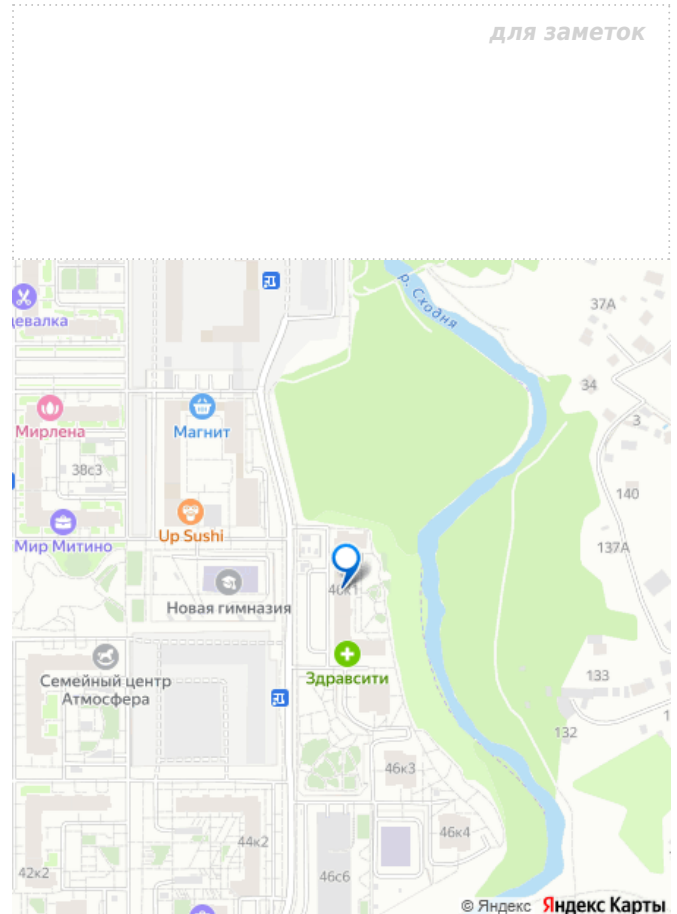 для заметок
р. Сходня
37А
девалка
34
Мирлена
Магнит
3
38с3
140
Up Sushi
Мир Митино
137А
46к1
Новая гимназия
Здравсити
Семейный центр
Атмосфера
133
1
132
46к3
46к4
44к2
42к2
46с6
© Яндекс Яндекс Карты